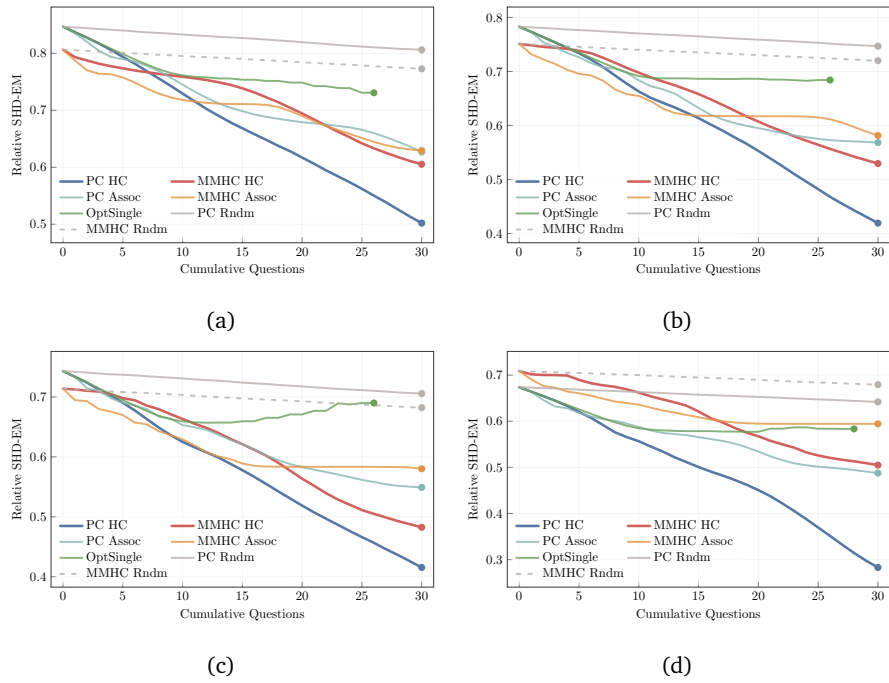 0.8
0.7
0.6
0.5
Relative SHD-EM
PC HC
MMHC HC
PC Assoc
MMHC Assoc
OptSingle
PC Rndm
MMHC Rndm
0 5 10 15 20 25 30
Cumulative Questions
(a)
0.8
0.7
0.6
0.5
0.4
Relative SHD-EM
PC HC
MMHC HC
PC Assoc
MMHC Assoc
OptSingle
PC Rndm
MMHC Rndm
0 5 10 15 20 25 30
Cumulative Questions
(b)
0.7
0.6
0.5
0.4
Relative SHD-EM
PC HC
MMHC HC
PC Assoc
MMHC Assoc
OptSingle
PC Rndm
MMHC Rndm
0 5 10 15 20 25 30
Cumulative Questions
(c)
0.7
0.6
0.5
0.4
0.3
Relative SHD-EM
PC HC
MMHC HC
PC Assoc
MMHC Assoc
OptSingle
PC Rndm
MMHC Rndm
0 5 10 15 20 25 30
Cumulative Questions
(d)